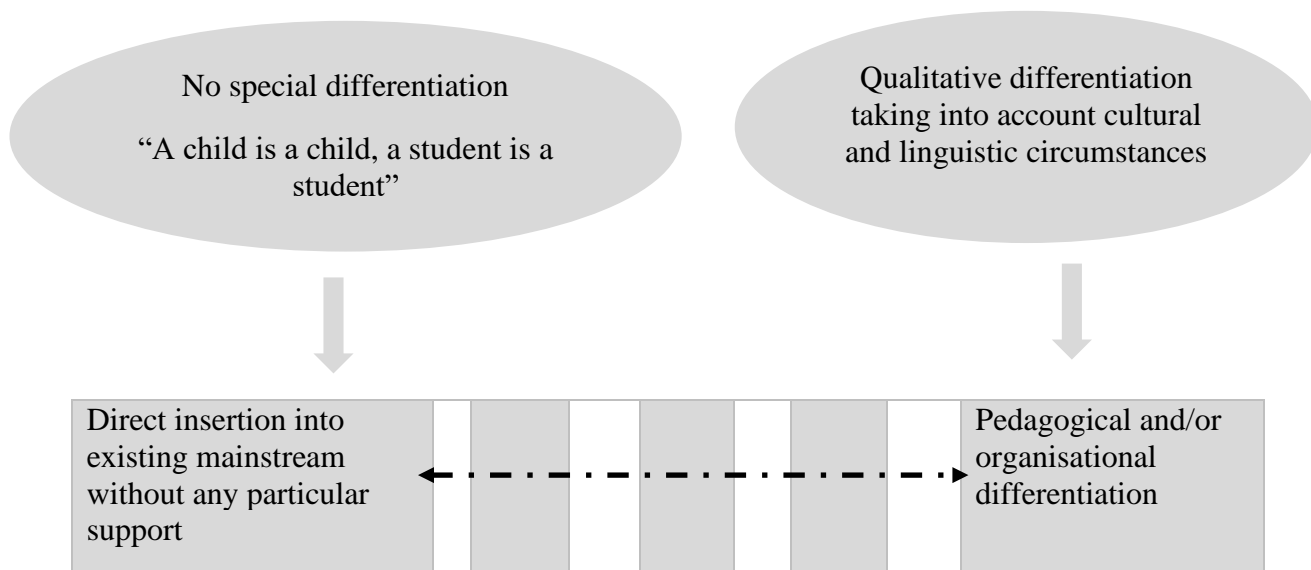 No special differentiation
“A child is a child, a student is a
student”
Qualitative differentiation
taking into account cultural
and linguistic circumstances
Direct insertion into
existing mainstream
without any particular
support
Pedagogical and/or
organisational
differentiation